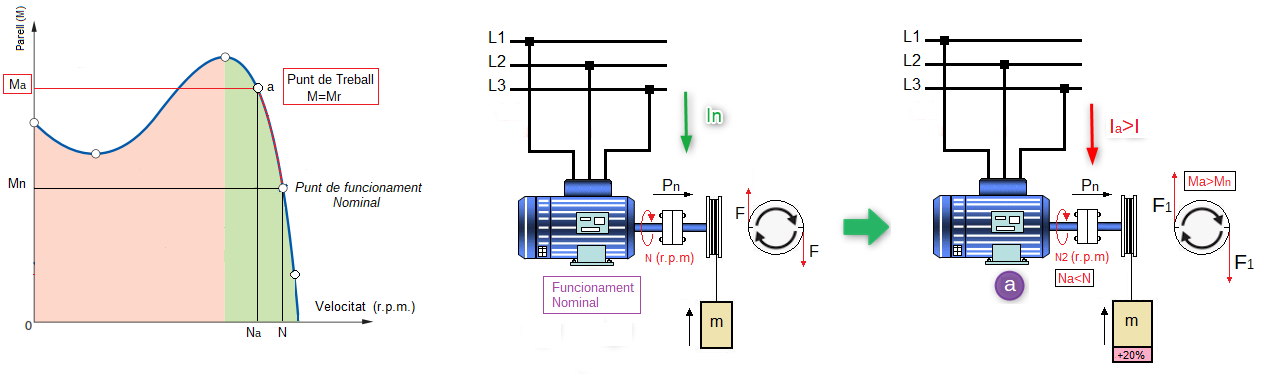 Parell (M)
Ma
a
Punt de Treball
M=Mr
Mn
Punt de funcionament
Nominal
0
Velocitat (r.p.m.)
Na
N
L1
L2
L3
In
Pn
F
F
N (r.p.m)
Funcionament
Nominal
m
L1
L2
L3
Ia>I
Pn
Ma>Mn
F1
F1
N2 (r.p.m)
Na<N
a
m
+20%